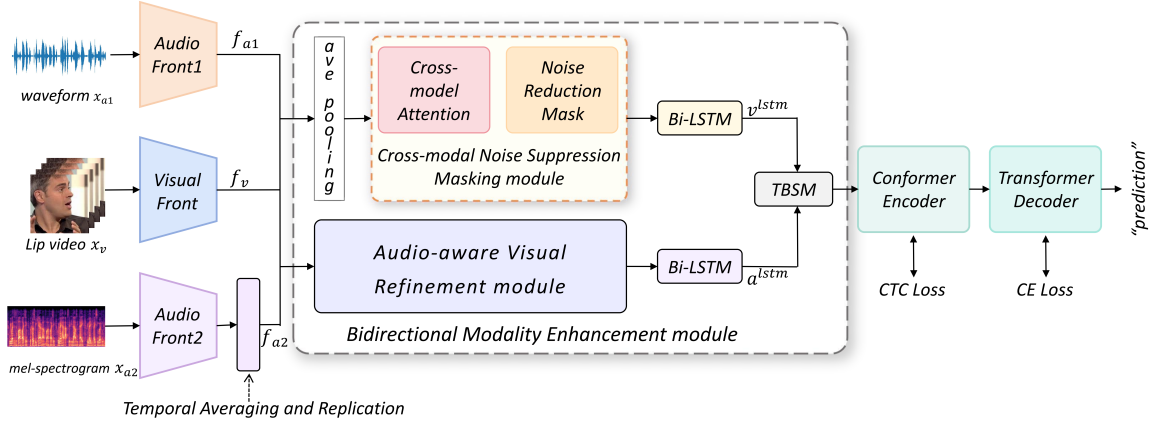 Audio
Front1
waveform x_{a1}
f_{a1}
Visual
Front
Lip video x_v
f_v
Audio
Front2
mel-spectrogram x_{a2}
f_{a2}
Temporal Averaging and Replication
ave pooling
Cross-
model
Attention
Noise
Reduction
Mask
Cross-modal Noise Suppression
Masking module
Audio-aware Visual
Refinement module
Bidirectional Modality Enhancement module
Bi-LSTM
v^{lstm}
Bi-LSTM
a^{lstm}
TBSM
Conformer
Encoder
CTC Loss
Transformer
Decoder
CE Loss
“prediction”